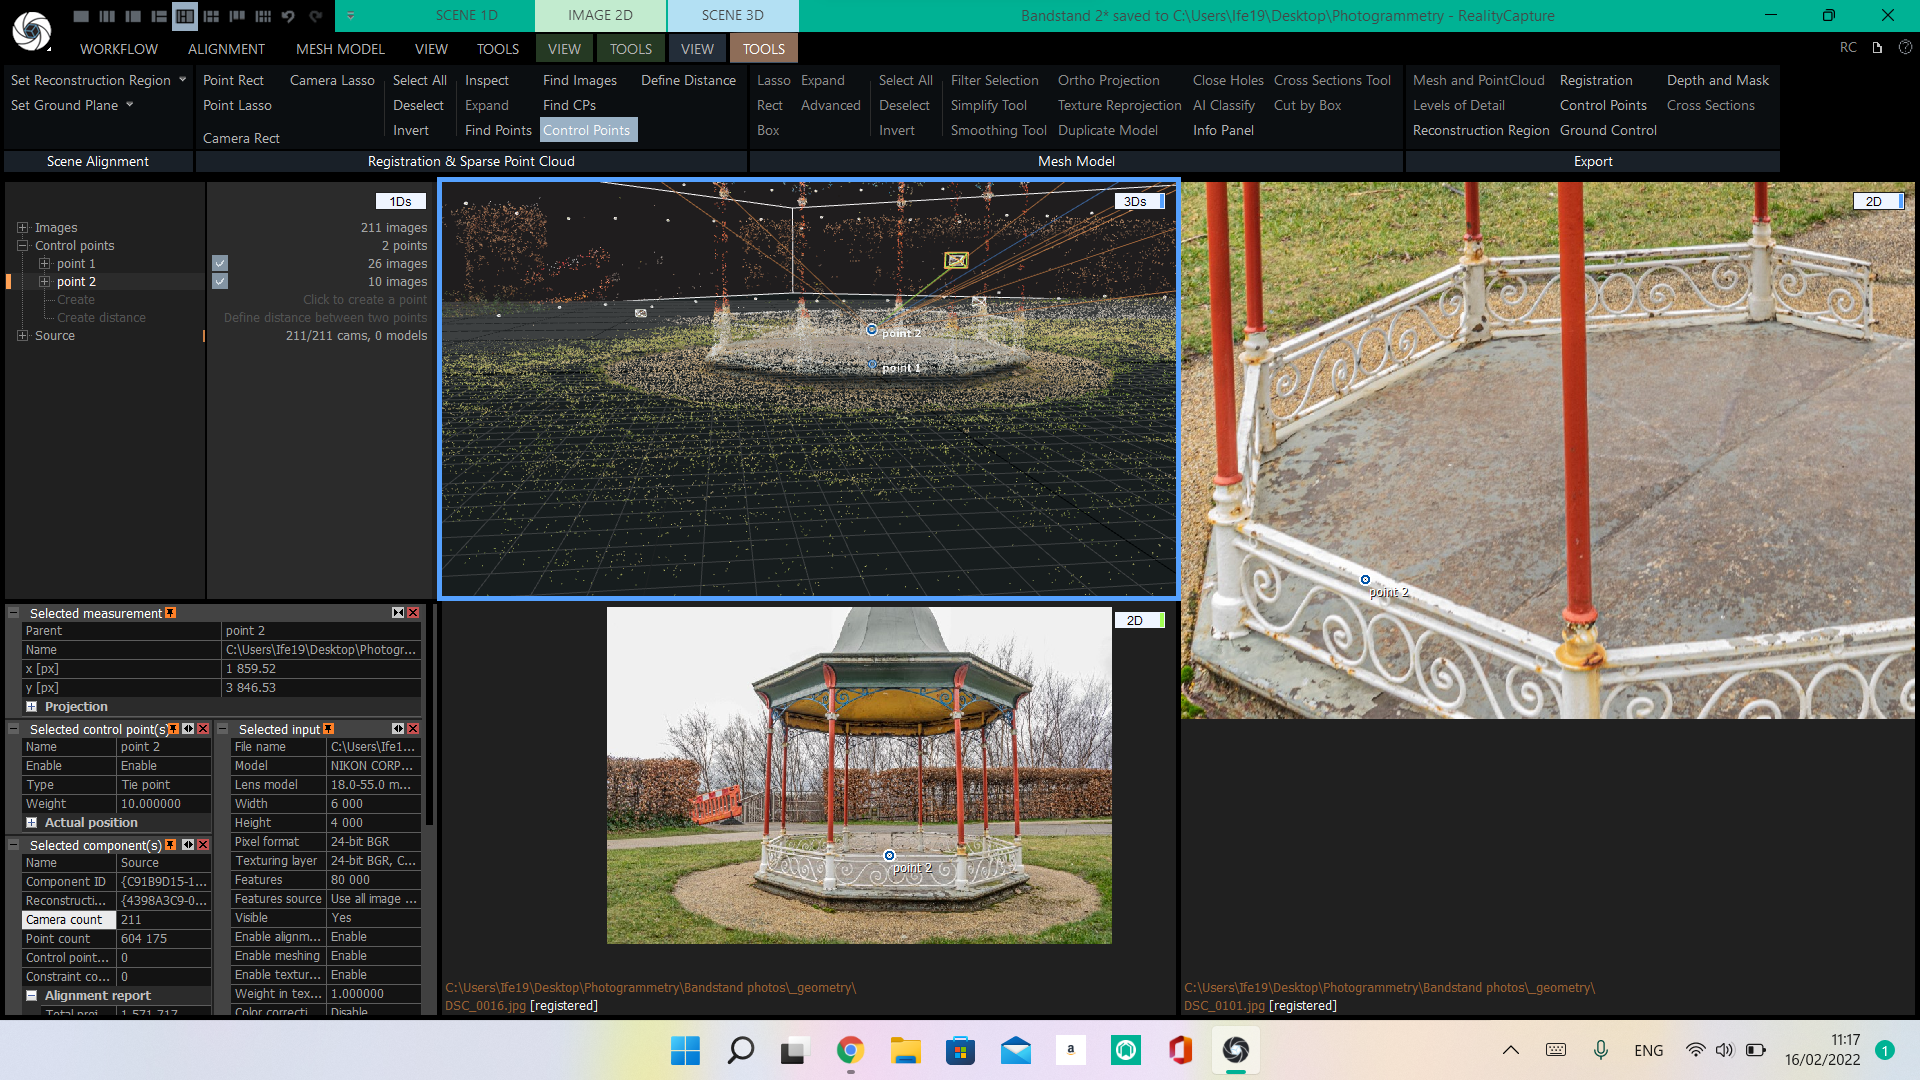 SCENE 1D
IMAGE 2D
SCENE 3D
Bandstand 2* saved to C:\Users\Ife19\Desktop\Photogrammetry - RealityCapture
WORKFLOW ALIGNMENT MESH MODEL VIEW TOOLS VIEW TOOLS VIEW TOOLS
RC
Set Reconstruction Region
Set Ground Plane
Scene Alignment
Point Rect
Point Lasso
Camera Rect
Camera Lasso
Select All
Deselect
Invert
Inspect
Expand
Find Points
Find Images
Find CPs
Control Points
Define Distance
Registration & Sparse Point Cloud
Lasso
Rect
Box
Expand
Advanced
Select All
Deselect
Invert
Filter Selection
Simplify Tool
Smoothing Tool
Ortho Projection
Texture Reprojection
Duplicate Model
Close Holes
AI Classify
Info Panel
Cross Sections Tool
Cut by Box
Mesh Model
Mesh and PointCloud
Levels of Detail
Reconstruction Region
Registration
Control Points
Ground Control
Depth and Mask
Cross Sections
Export
1Ds
Images 211 images
Control points 2 points
point 1 26 images
point 2 10 images
Create Click to create a point
Create distance Define distance between two points
Source 211/211 cams, 0 models
3Ds
point 2
point 1
2D
point 2
Selected measurement
Parent point 2
Name C:\Users\Ife19\Desktop\Photogr...
x [px] 1 859.52
y [px] 3 846.53
Projection
Selected control point(s)
Name point 2
Enable Enable
Type Tie point
Weight 10.000000
Actual position
Selected component(s)
Name Source
Component ID {C91B9D15-1...
Reconstructi... {4398A3C9-0...
Camera count 211
Point count 604 175
Control point... 0
Constraint co... 0
Alignment report
Total proj... 1 571 717
Selected input
File name C:\Users\Ife1...
Model NIKON CORP...
Lens model 18.0-55.0 m...
Width 6 000
Height 4 000
Pixel format 24-bit BGR
Texturing layer 24-bit BGR, C...
Features 80 000
Features source Use all image ...
Visible Yes
Enable alignm... Enable
Enable meshing Enable
Enable textur... Enable
Weight in tex... 1.000000
Color correcti... Disable
2D
point 2
C:\Users\Ife19\Desktop\Photogrammetry\Bandstand photos\_geometry\
DSC_0016.jpg [registered]
C:\Users\Ife19\Desktop\Photogrammetry\Bandstand photos\_geometry\
DSC_0101.jpg [registered]
a
ENG
11:17
16/02/2022
1